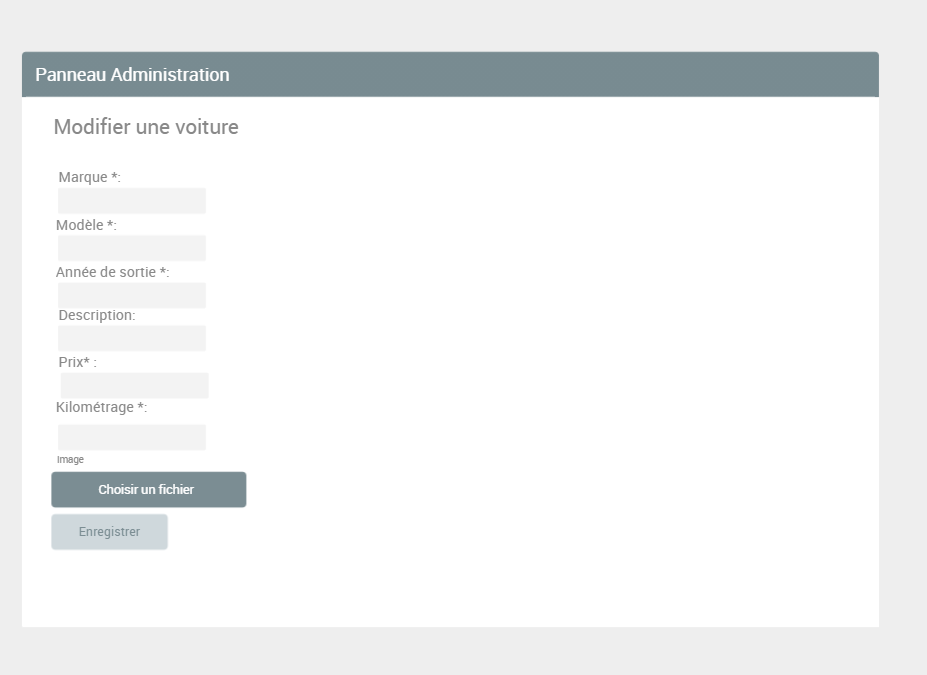 Panneau Administration
Modifier une voiture
Marque *:
Modèle *:
Année de sortie *:
Description:
Prix* :
Kilométrage *:
Image
Choisir un fichier
Enregistrer